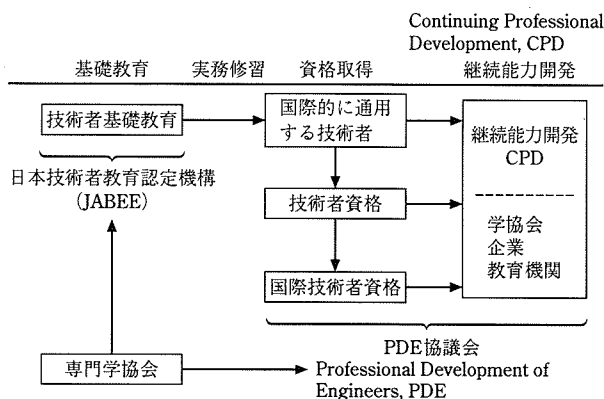 Continuing Professional
Development, CPD
基礎教育 実務修習 資格取得 継続能力開発
技術者基礎教育
国際的に通用
する技術者
継続能力開発
CPD
日本技術者教育認定機構
(JABEE)
技術者資格
学協会
企業
教育機関
国際技術者資格
PDE協議会
専門学協会
Professional Development of
Engineers, PDE